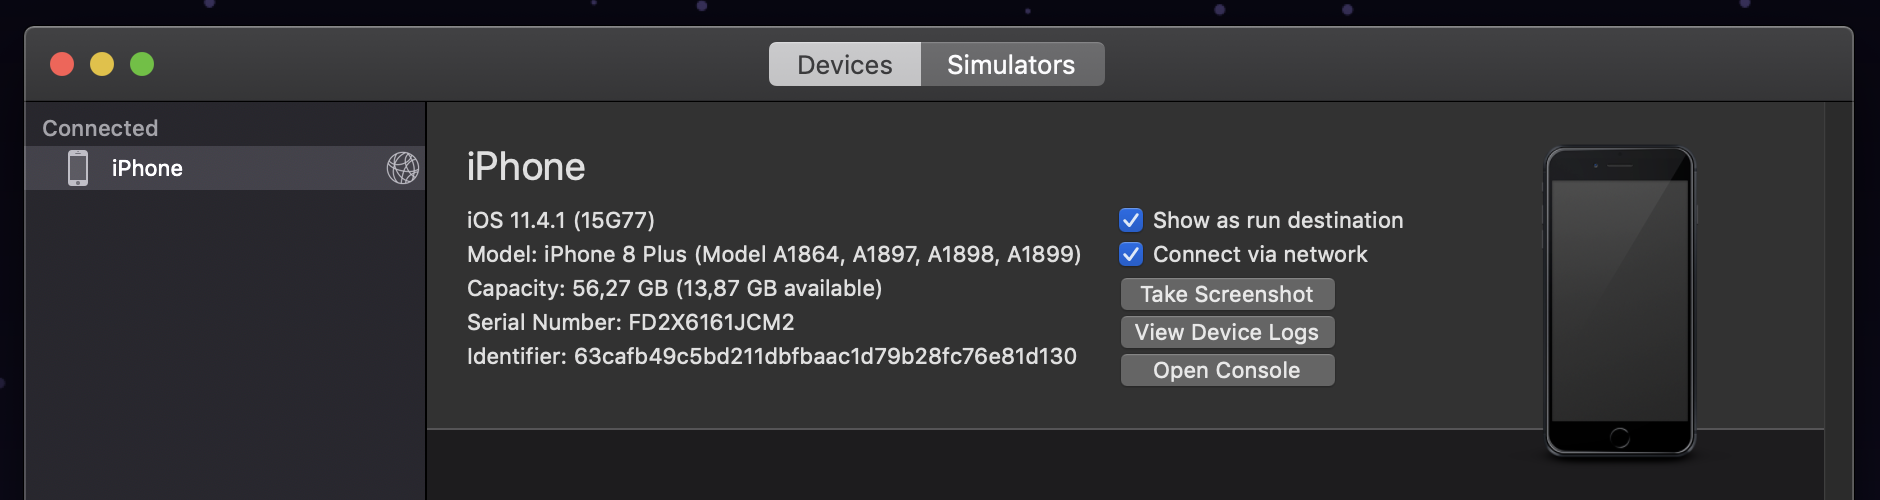 Devices
Simulators
Connected
iPhone
iPhone
iOS 11.4.1 (15G77)
Model: iPhone 8 Plus (Model A1864, A1897, A1898, A1899)
Capacity: 56,27 GB (13,87 GB available)
Serial Number: FD2X6161JCM2
Identifier: 63cafb49c5bd211dbfbaac1d79b28fc76e81d130
Show as run destination
Connect via network
Take Screenshot
View Device Logs
Open Console